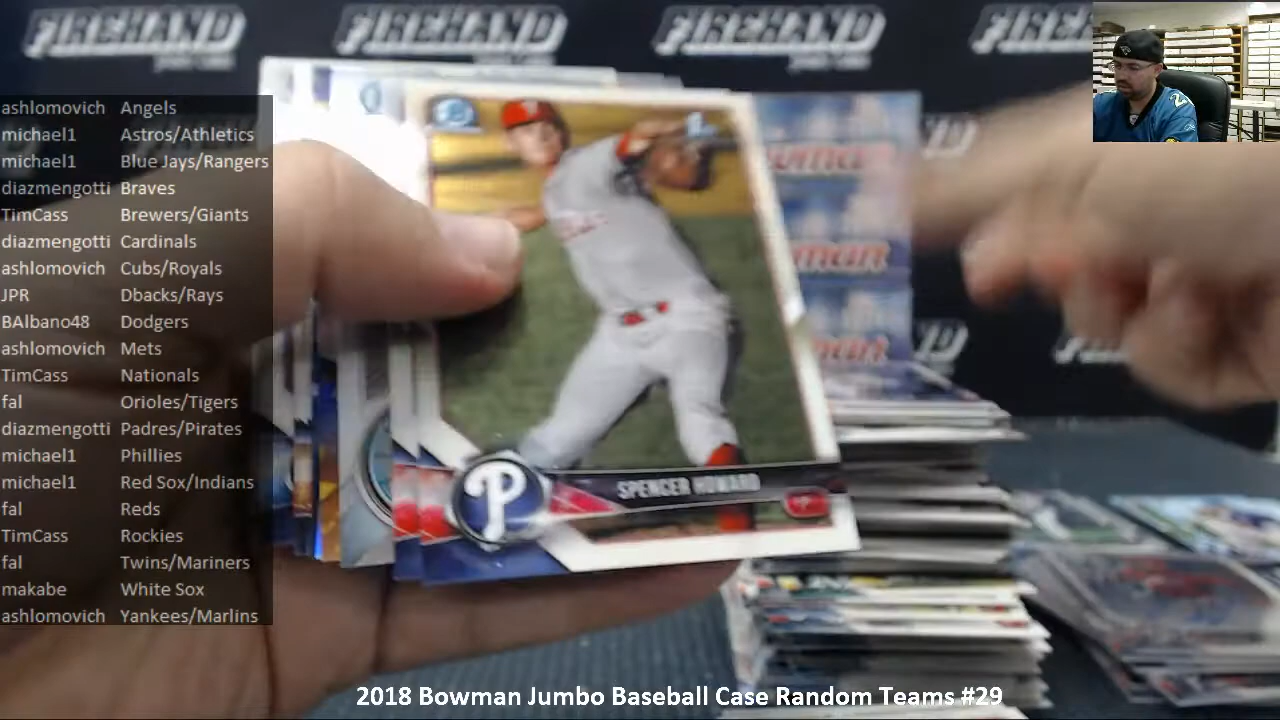 FIREHAND
FIREHAND
FIREHAND
ashlomovich Angels
michael1 Astros/Athletics
michael1 Blue Jays/Rangers
diazmengotti Braves
TimCass Brewers/Giants
diazmengotti Cardinals
ashlomovich Cubs/Royals
JPR Dbacks/Rays
BAlbano48 Dodgers
ashlomovich Mets
TimCass Nationals
fal Orioles/Tigers
diazmengotti Padres/Pirates
michael1 Phillies
michael1 Red Sox/Indians
fal Reds
TimCass Rockies
fal Twins/Mariners
makabe White Sox
ashlomovich Yankees/Marlins
P
SPENCER HOWARD
2018 Bowman Jumbo Baseball Case Random Teams #29